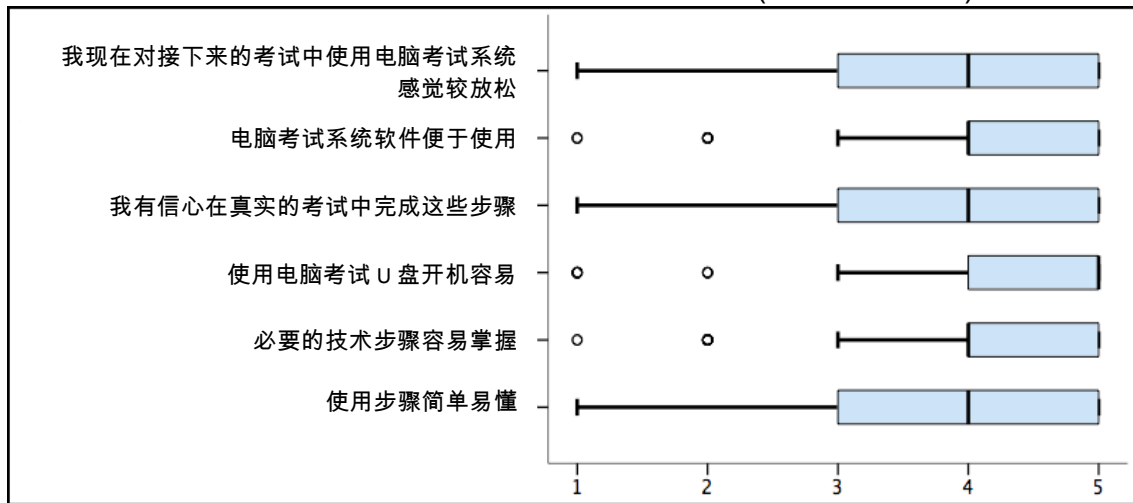 我现在对接下来的考试中使用电脑考试系统
感觉较放松
电脑考试系统软件便于使用
我有信心在真实的考试中完成这些步骤
使用电脑考试 U 盘开机容易
必要的技术步骤容易掌握
使用步骤简单易懂
1 2 3 4 5